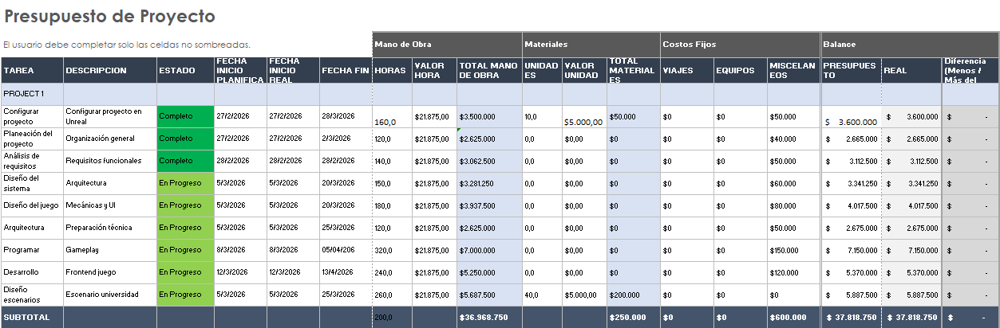 Presupuesto de Proyecto
El usuario debe completar solo las celdas no sombreadas.
Mano de Obra Materiales Costos Fijos Balance
TAREA DESCRIPCION ESTADO FECHA INICIO PLANIFICA FECHA INICIO REAL FECHA FIN HORAS VALOR HORA TOTAL MANO DE OBRA UNIDAD ES VALOR UNIDAD TOTAL MATERIAL ES VIAJES EQUIPOS MISCELAN EOS PRESUPUES TO REAL Diferencia (Menos / Más del
PROJECT 1
Configurar proyecto Configurar proyecto en Unreal Completo 27/2/2026 27/2/2026 28/3/2026 160,0 $21.875,00 $3.500.000 10,0 $5.000,00 $50.000 $0 $0 $50.000 $ 3.600.000 $ 3.600.000 $ -
Planeación del proyecto Organización general Completo 27/2/2026 27/2/2026 2/3/2026 120,0 $21.875,00 $2.625.000 0,0 $0 $0 $0 $0 $40.000 $ 2.665.000 $ 2.665.000 $ -
Análisis de requisitos Requisitos funcionales Completo 28/2/2026 28/2/2026 28/2/2026 140,0 $21.875,00 $3.062.500 0,0 $0 $0 $0 $0 $50.000 $ 3.112.500 $ 3.112.500 $ -
Diseño del sistema Arquitectura En Progreso 5/3/2026 5/3/2026 20/3/2026 150,0 $21.875,00 $3.281.250 0,0 $0 $0 $0 $0 $60.000 $ 3.341.250 $ 3.341.250 $ -
Diseño del juego Mecánicas y UI En Progreso 5/3/2026 5/3/2026 20/3/2026 180,0 $21.875,00 $3.937.500 0,0 $0 $0 $0 $0 $80.000 $ 4.017.500 $ 4.017.500 $ -
Arquitectura Preparación técnica En Progreso 5/3/2026 5/3/2026 25/3/2026 120,0 $21.875,00 $2.625.000 0,0 $0 $0 $0 $0 $50.000 $ 2.675.000 $ 2.675.000 $ -
Programar Gameplay En Progreso 8/3/2026 8/3/2026 05/04/206 320,0 $21.875,00 $7.000.000 0,0 $0 $0 $0 $0 $150.000 $ 7.150.000 $ 7.150.000 $ -
Desarrollo Frontend juego En Progreso 12/3/2026 12/3/2026 13/4/2026 240,0 $21.875,00 $5.250.000 0,0 $0 $0 $0 $0 $120.000 $ 5.370.000 $ 5.370.000 $ -
Diseño escenarios Escenario universidad En Progreso 5/3/2026 5/3/2026 25/3/2026 260,0 $21.875,00 $5.687.500 40,0 $5.000,00 $200.000 $0 $0 $0 $ 5.887.500 $ 5.887.500 $ -
SUBTOTAL 200,0 $36.968.750 $250.000 $0 $0 $600.000 $ 37.818.750 $ 37.818.750 $ -